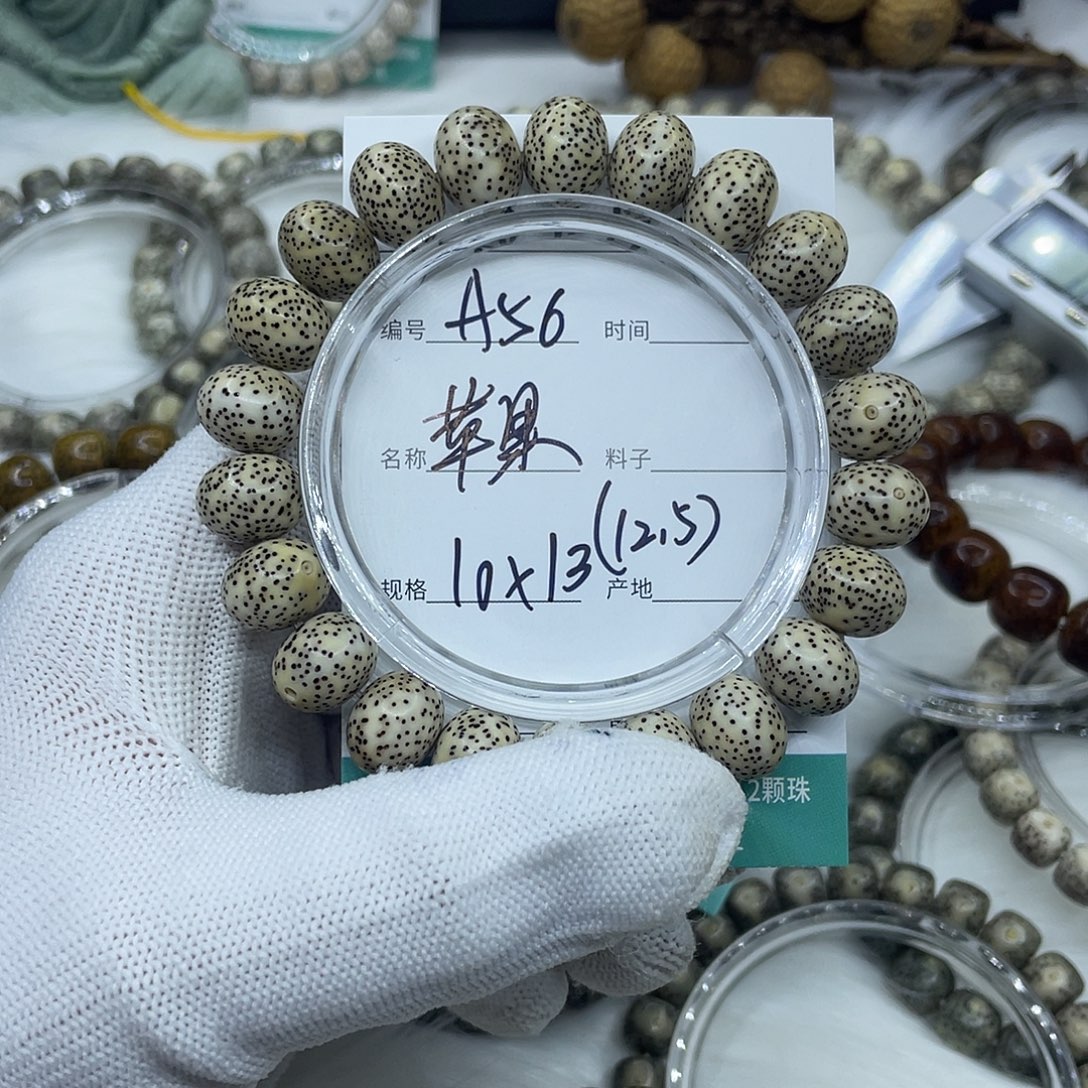 编号 A56 时间
名称 苹果 料子
规格 10x13(12.5) 产地
2颗珠